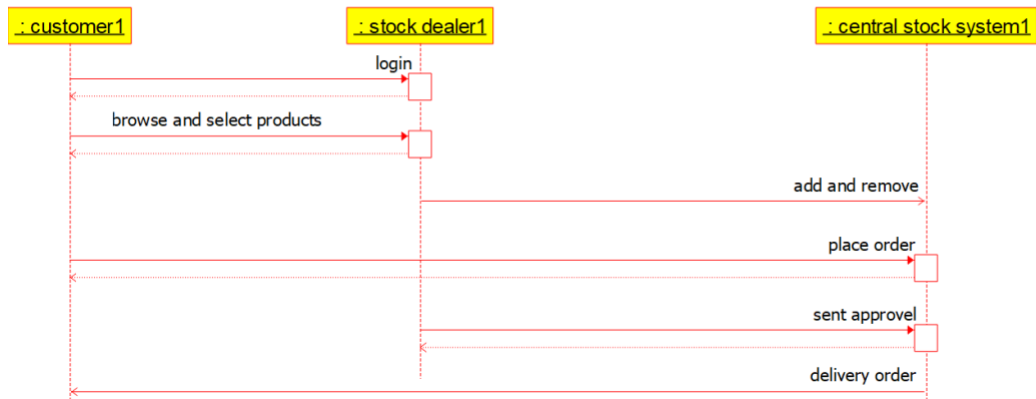 : customer1
: stock dealer1
: central stock system1
login
browse and select products
add and remove
place order
sent approvel
delivery order